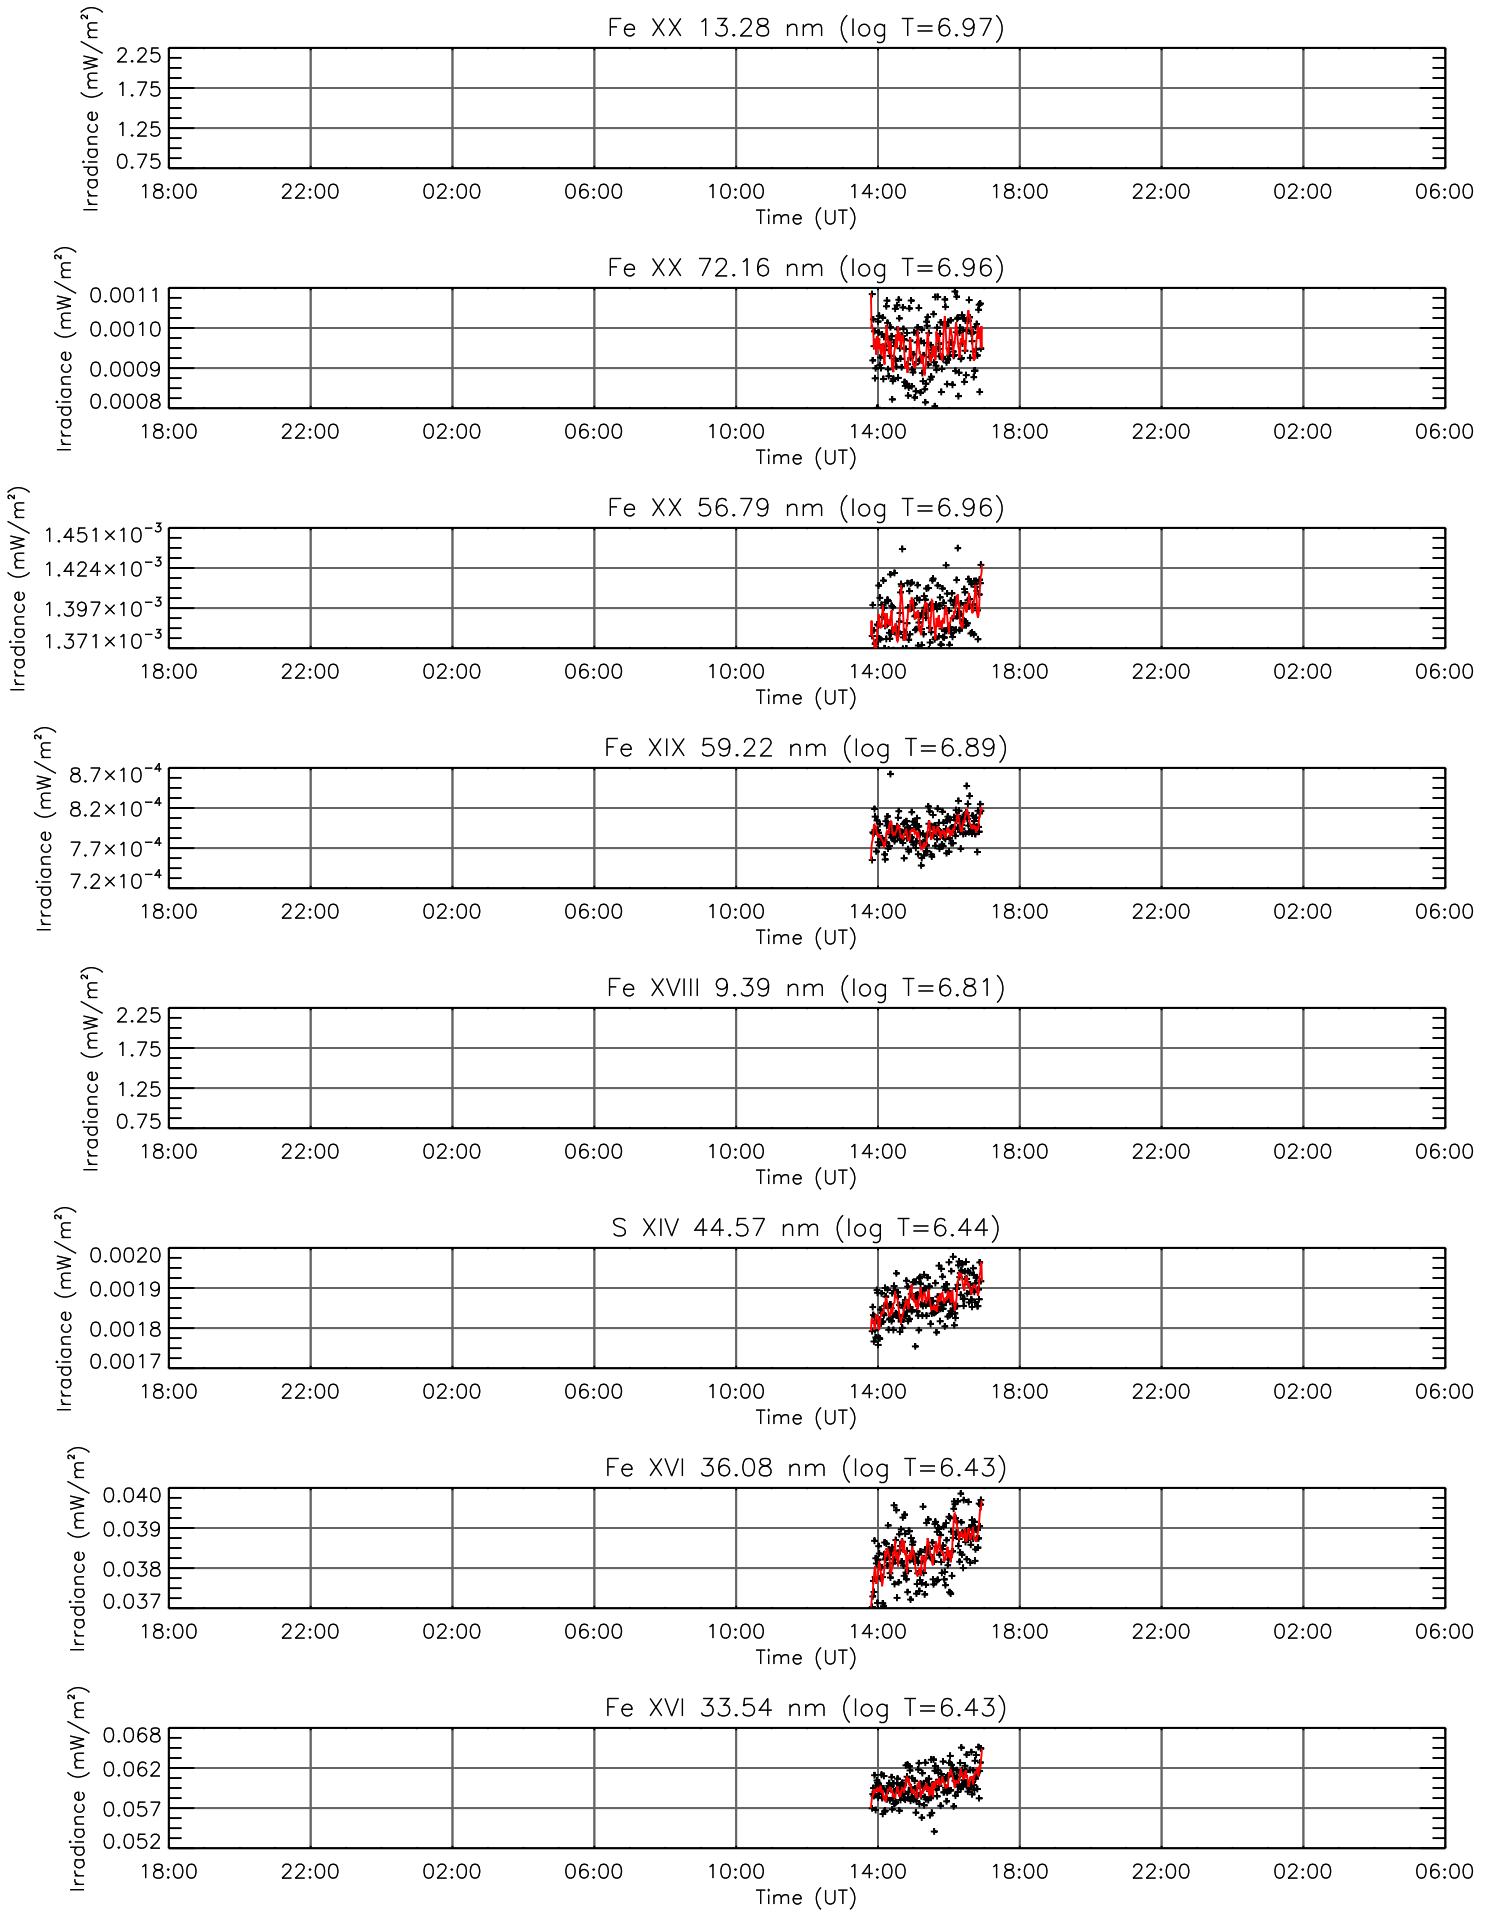 Fe XX 13.28 nm (log T=6.97)
Irradiance (mW/m²)
2.25
1.75
1.25
0.75
18:00 22:00 02:00 06:00 10:00 14:00 18:00 22:00 02:00 06:00
Time (UT)
Fe XX 72.16 nm (log T=6.96)
Irradiance (mW/m²)
0.0011
0.0010
0.0009
0.0008
18:00 22:00 02:00 06:00 10:00 14:00 18:00 22:00 02:00 06:00
Time (UT)
Fe XX 56.79 nm (log T=6.96)
Irradiance (mW/m²)
1.451×10⁻³
1.424×10⁻³
1.397×10⁻³
1.371×10⁻³
18:00 22:00 02:00 06:00 10:00 14:00 18:00 22:00 02:00 06:00
Time (UT)
Fe XIX 59.22 nm (log T=6.89)
Irradiance (mW/m²)
8.7×10⁻⁴
8.2×10⁻⁴
7.7×10⁻⁴
7.2×10⁻⁴
18:00 22:00 02:00 06:00 10:00 14:00 18:00 22:00 02:00 06:00
Time (UT)
Fe XVIII 9.39 nm (log T=6.81)
Irradiance (mW/m²)
2.25
1.75
1.25
0.75
18:00 22:00 02:00 06:00 10:00 14:00 18:00 22:00 02:00 06:00
Time (UT)
S XIV 44.57 nm (log T=6.44)
Irradiance (mW/m²)
0.0020
0.0019
0.0018
0.0017
18:00 22:00 02:00 06:00 10:00 14:00 18:00 22:00 02:00 06:00
Time (UT)
Fe XVI 36.08 nm (log T=6.43)
Irradiance (mW/m²)
0.040
0.039
0.038
0.037
18:00 22:00 02:00 06:00 10:00 14:00 18:00 22:00 02:00 06:00
Time (UT)
Fe XVI 33.54 nm (log T=6.43)
Irradiance (mW/m²)
0.068
0.062
0.057
0.052
18:00 22:00 02:00 06:00 10:00 14:00 18:00 22:00 02:00 06:00
Time (UT)